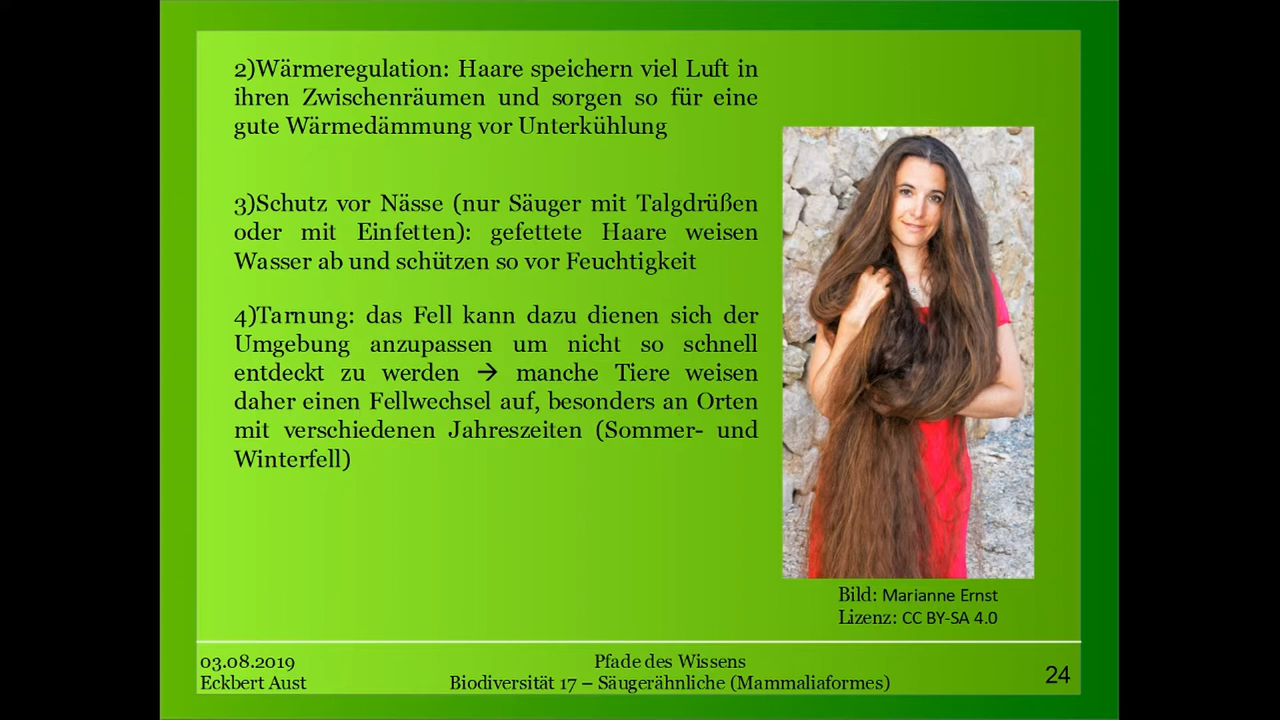 2)Wärmeregulation: Haare speichern viel Luft in
ihren Zwischenräumen und sorgen so für eine
gute Wärmedämmung vor Unterkühlung
3)Schutz vor Nässe (nur Säuger mit Talgdrüßen
oder mit Einfetten): gefettete Haare weisen
Wasser ab und schützen so vor Feuchtigkeit
4)Tarnung: das Fell kann dazu dienen sich der
Umgebung anzupassen um nicht so schnell
entdeckt zu werden → manche Tiere weisen
daher einen Fellwechsel auf, besonders an Orten
mit verschiedenen Jahreszeiten (Sommer- und
Winterfell)
Bild: Marianne Ernst
Lizenz: CC BY-SA 4.0
03.08.2019
Eckbert Aust
Pfade des Wissens
Biodiversität 17 – Säugerähnliche (Mammaliaformes)
24